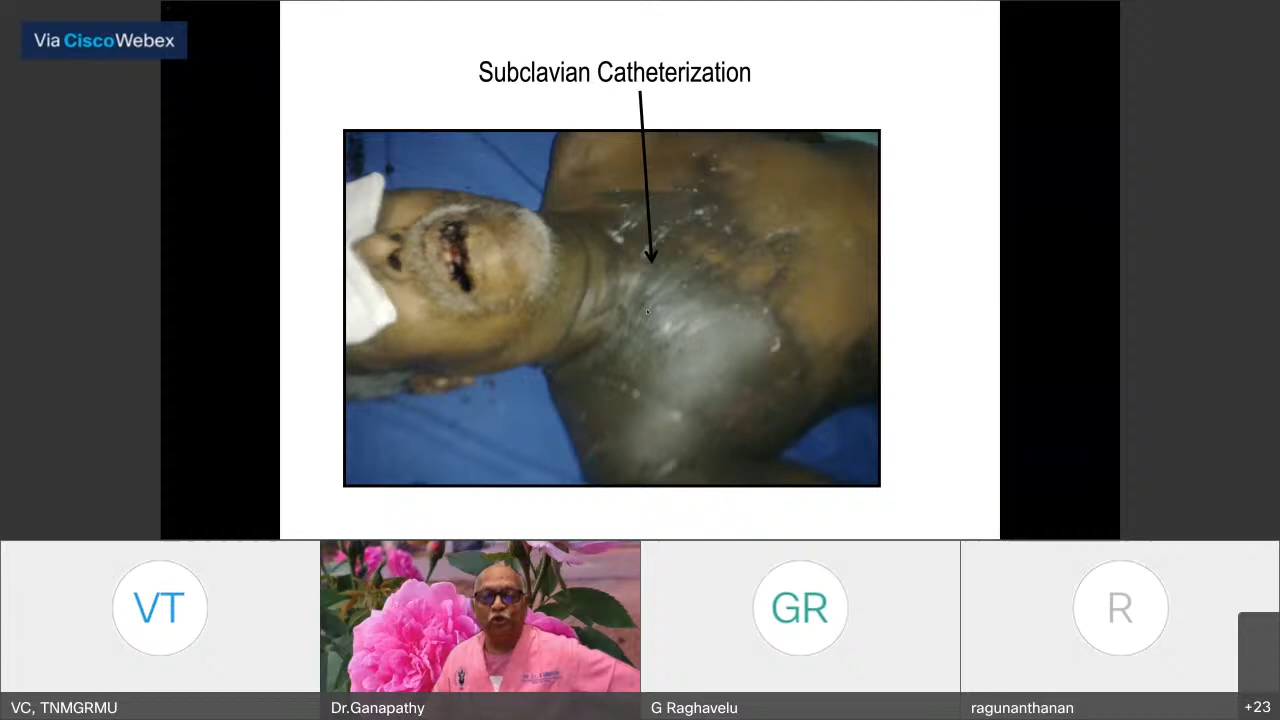 Via CiscoWebex
Subclavian Catheterization
VT
GR
R
VC, TNMGRMU
Dr.Ganapathy
G Raghavelu
ragunanthanan
+23